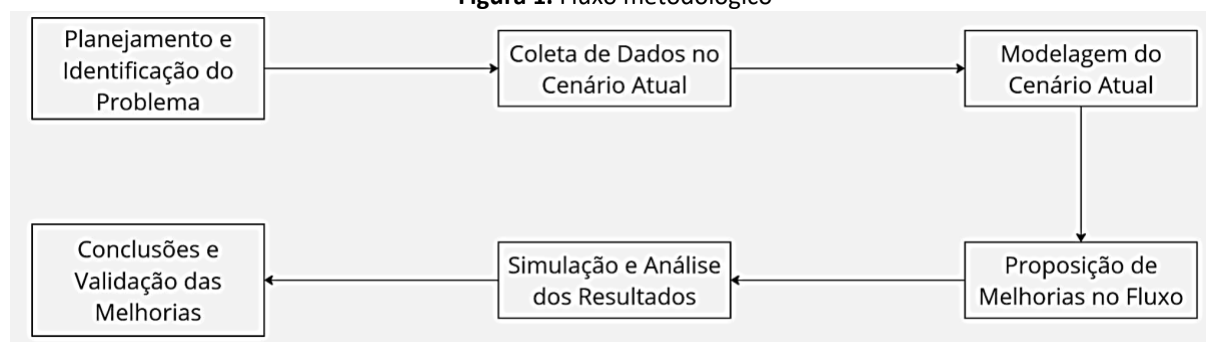 Figura 1. Fluxo metodológico
Planejamento e
Identificação do
Problema
Coleta de Dados no
Cenário Atual
Modelagem do
Cenário Atual
Proposição de
Melhorias no Fluxo
Simulação e Análise
dos Resultados
Conclusões e
Validação das
Melhorias